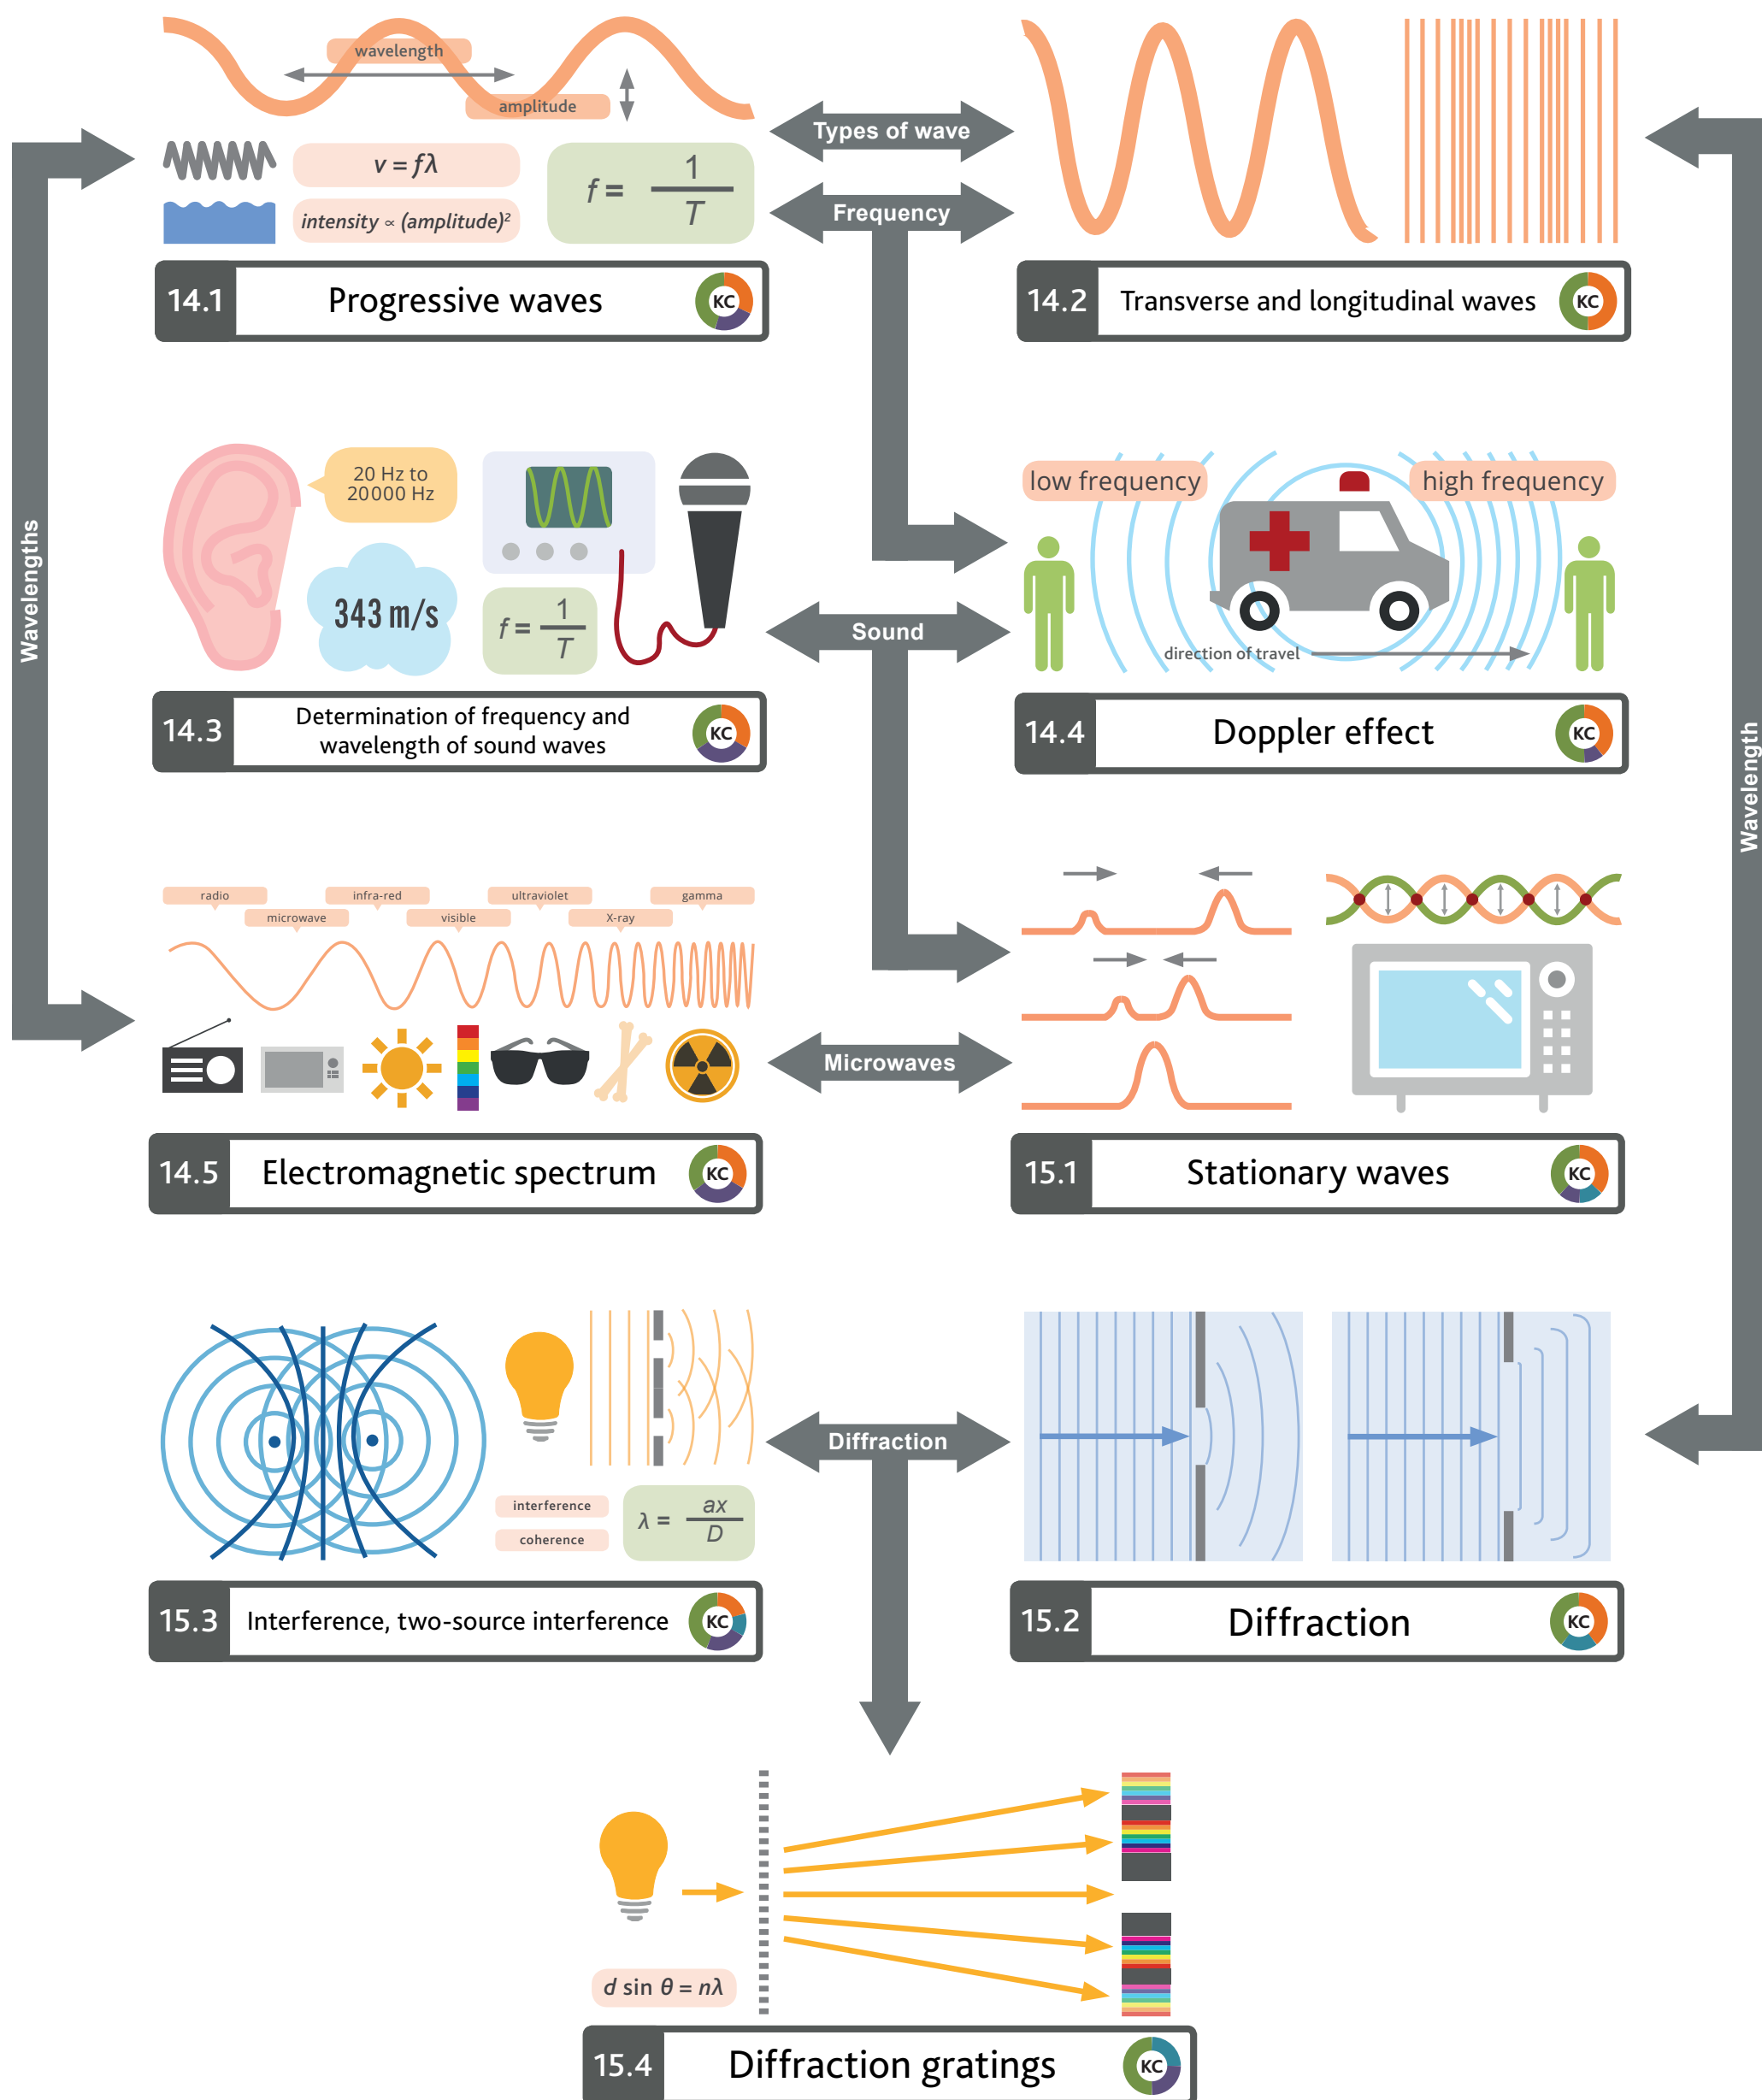 wavelength
amplitude
v = fλ
intensity ∝ (amplitude)²
f = 1
T
14.1 Progressive waves KC
Types of wave
Frequency
14.2 Transverse and longitudinal waves KC
Wavelengths
20 Hz to
20000 Hz
343 m/s
f = 1
T
14.3 Determination of frequency and
wavelength of sound waves KC
Sound
low frequency
high frequency
direction of travel
14.4 Doppler effect KC
Wavelength
radio
microwave
infra-red
visible
ultraviolet
X-ray
gamma
14.5 Electromagnetic spectrum KC
Microwaves
15.1 Stationary waves KC
interference
coherence
λ = ax
D
15.3 Interference, two-source interference KC
Diffraction
15.2 Diffraction KC
d sin θ = nλ
15.4 Diffraction gratings KC